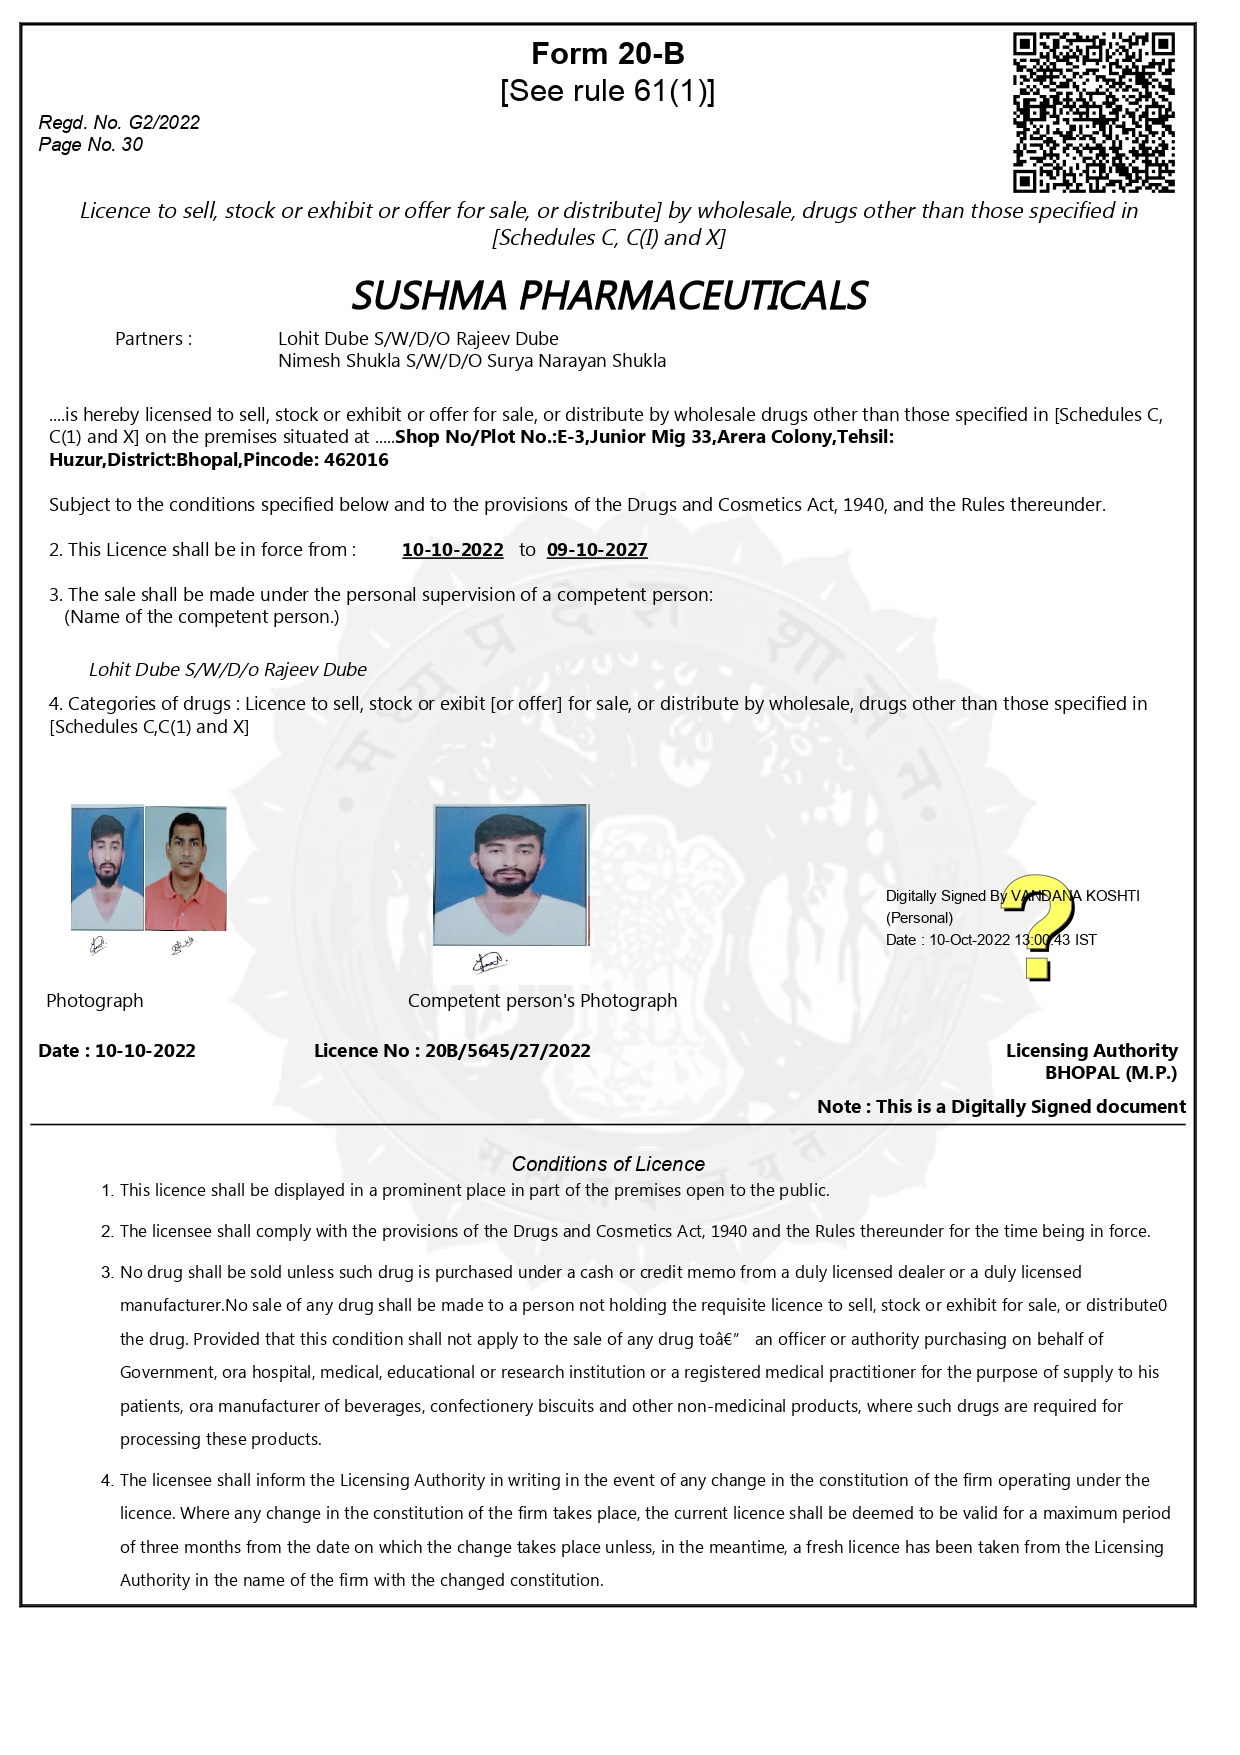 Form 20-B
[See rule 61(1)]
Regd. No. G2/2022
Page No. 30
Licence to sell, stock or exhibit or offer for sale, or distribute] by wholesale, drugs other than those specified in
[Schedules C, C(I) and X]
SUSHMA PHARMACEUTICALS
Partners : Lohit Dube S/W/D/O Rajeev Dube
Nimesh Shukla S/W/D/O Surya Narayan Shukla
....is hereby licensed to sell, stock or exhibit or offer for sale, or distribute by wholesale drugs other than those specified in [Schedules C,
C(1) and X] on the premises situated at .....Shop No/Plot No.:E-3,Junior Mig 33,Arera Colony,Tehsil:
Huzur,District:Bhopal,Pincode: 462016
Subject to the conditions specified below and to the provisions of the Drugs and Cosmetics Act, 1940, and the Rules thereunder.
2. This Licence shall be in force from : 10-10-2022 to 09-10-2027
3. The sale shall be made under the personal supervision of a competent person:
(Name of the competent person.)
Lohit Dube S/W/D/o Rajeev Dube
4. Categories of drugs : Licence to sell, stock or exibit [or offer] for sale, or distribute by wholesale, drugs other than those specified in
[Schedules C,C(1) and X]
मध्य प्रदेश शासन
Digitally Signed By VANDANA KOSHTI
(Personal)
Date : 10-Oct-2022 13:00:43 IST
?
Photograph Competent person's Photograph
Date : 10-10-2022 Licence No : 20B/5645/27/2022 Licensing Authority
BHOPAL (M.P.)
Note : This is a Digitally Signed document
Conditions of Licence
1. This licence shall be displayed in a prominent place in part of the premises open to the public.
2. The licensee shall comply with the provisions of the Drugs and Cosmetics Act, 1940 and the Rules thereunder for the time being in force.
3. No drug shall be sold unless such drug is purchased under a cash or credit memo from a duly licensed dealer or a duly licensed
manufacturer.No sale of any drug shall be made to a person not holding the requisite licence to sell, stock or exhibit for sale, or distribute0
the drug. Provided that this condition shall not apply to the sale of any drug toâ€” an officer or authority purchasing on behalf of
Government, ora hospital, medical, educational or research institution or a registered medical practitioner for the purpose of supply to his
patients, ora manufacturer of beverages, confectionery biscuits and other non-medicinal products, where such drugs are required for
processing these products.
4. The licensee shall inform the Licensing Authority in writing in the event of any change in the constitution of the firm operating under the
licence. Where any change in the constitution of the firm takes place, the current licence shall be deemed to be valid for a maximum period
of three months from the date on which the change takes place unless, in the meantime, a fresh licence has been taken from the Licensing
Authority in the name of the firm with the changed constitution.